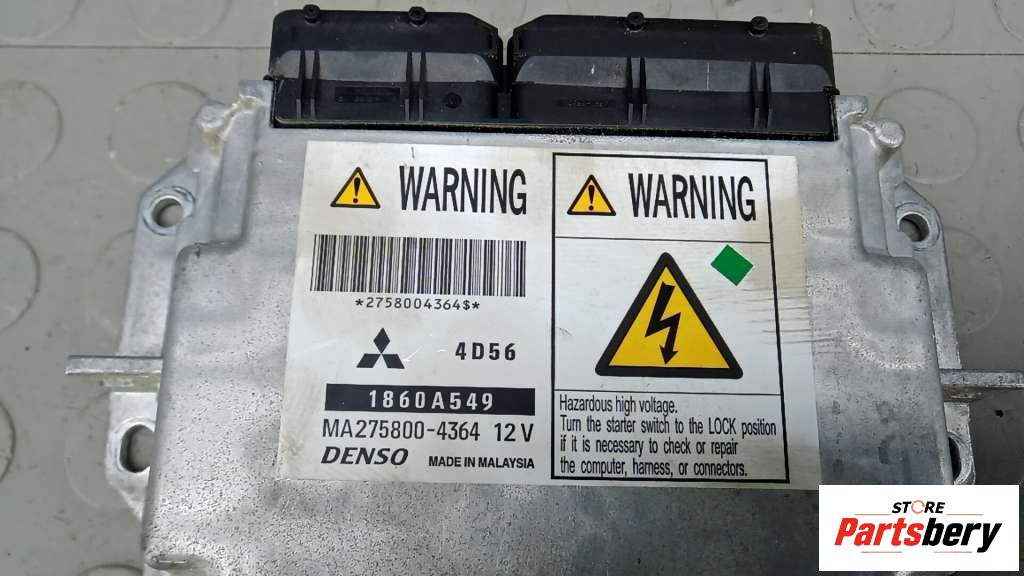 WARNING
*2758004364$*
4D56
1860A549
MA275800-4364 12V
DENSO MADE IN MALAYSIA
WARNING
Hazardous high voltage.
Turn the starter switch to the LOCK position
if it is necessary to check or repair
the computer, harness, or connectors.
STORE
Partsbery